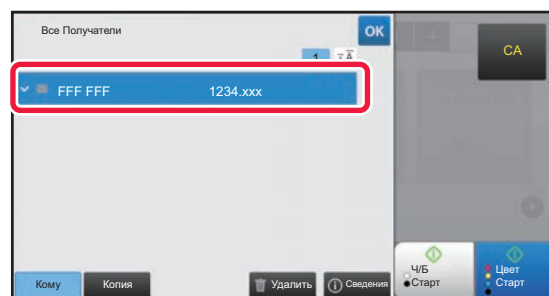 Все Получатели
OK
CA
1
FFF FFF 1234.xxx
Кому
Копия
Удалить
Сведения
Ч/Б
Старт
Цвет
Старт